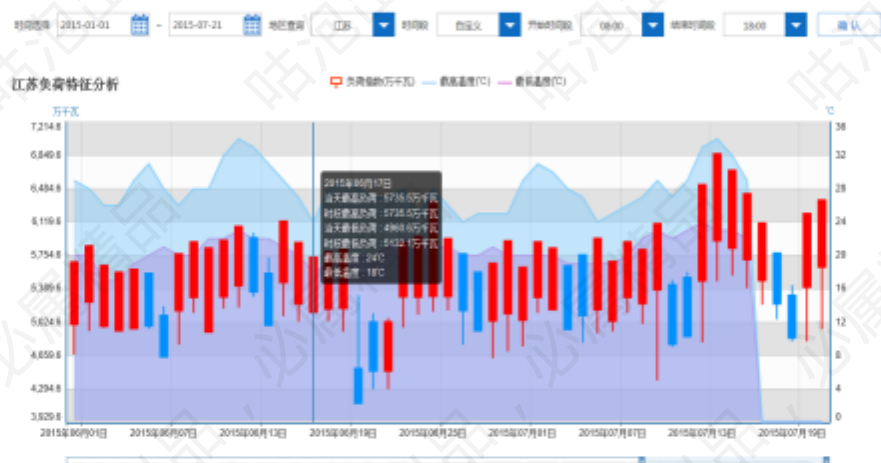 时间选择 2015-01-01 - 2015-07-21 地区查询 江苏 时间段 自定义 开始时间段 08:00 结束时间段 18:00 确 认
江苏负荷特征分析 负荷指数(万千瓦) 最高温度(℃) 最低温度(℃)
万千瓦 ℃
7,214.8 36
6,849.8 32
6,484.8 28
6,119.8 24
5,754.8 20
5,389.8 16
5,024.8 12
4,659.8 8
4,294.8 4
3,929.8 0
2015年06月17日
当天最高负荷 : 5735.5万千瓦
时段最高负荷 : 5735.5万千瓦
当天最低负荷 : 4960.6万千瓦
时段最低负荷 : 5132.1万千瓦
最高温度 : 24℃
最低温度 : 18℃
2015年06月01日 2015年06月07日 2015年06月13日 2015年06月19日 2015年06月25日 2015年07月01日 2015年07月07日 2015年07月13日 2015年07月19日